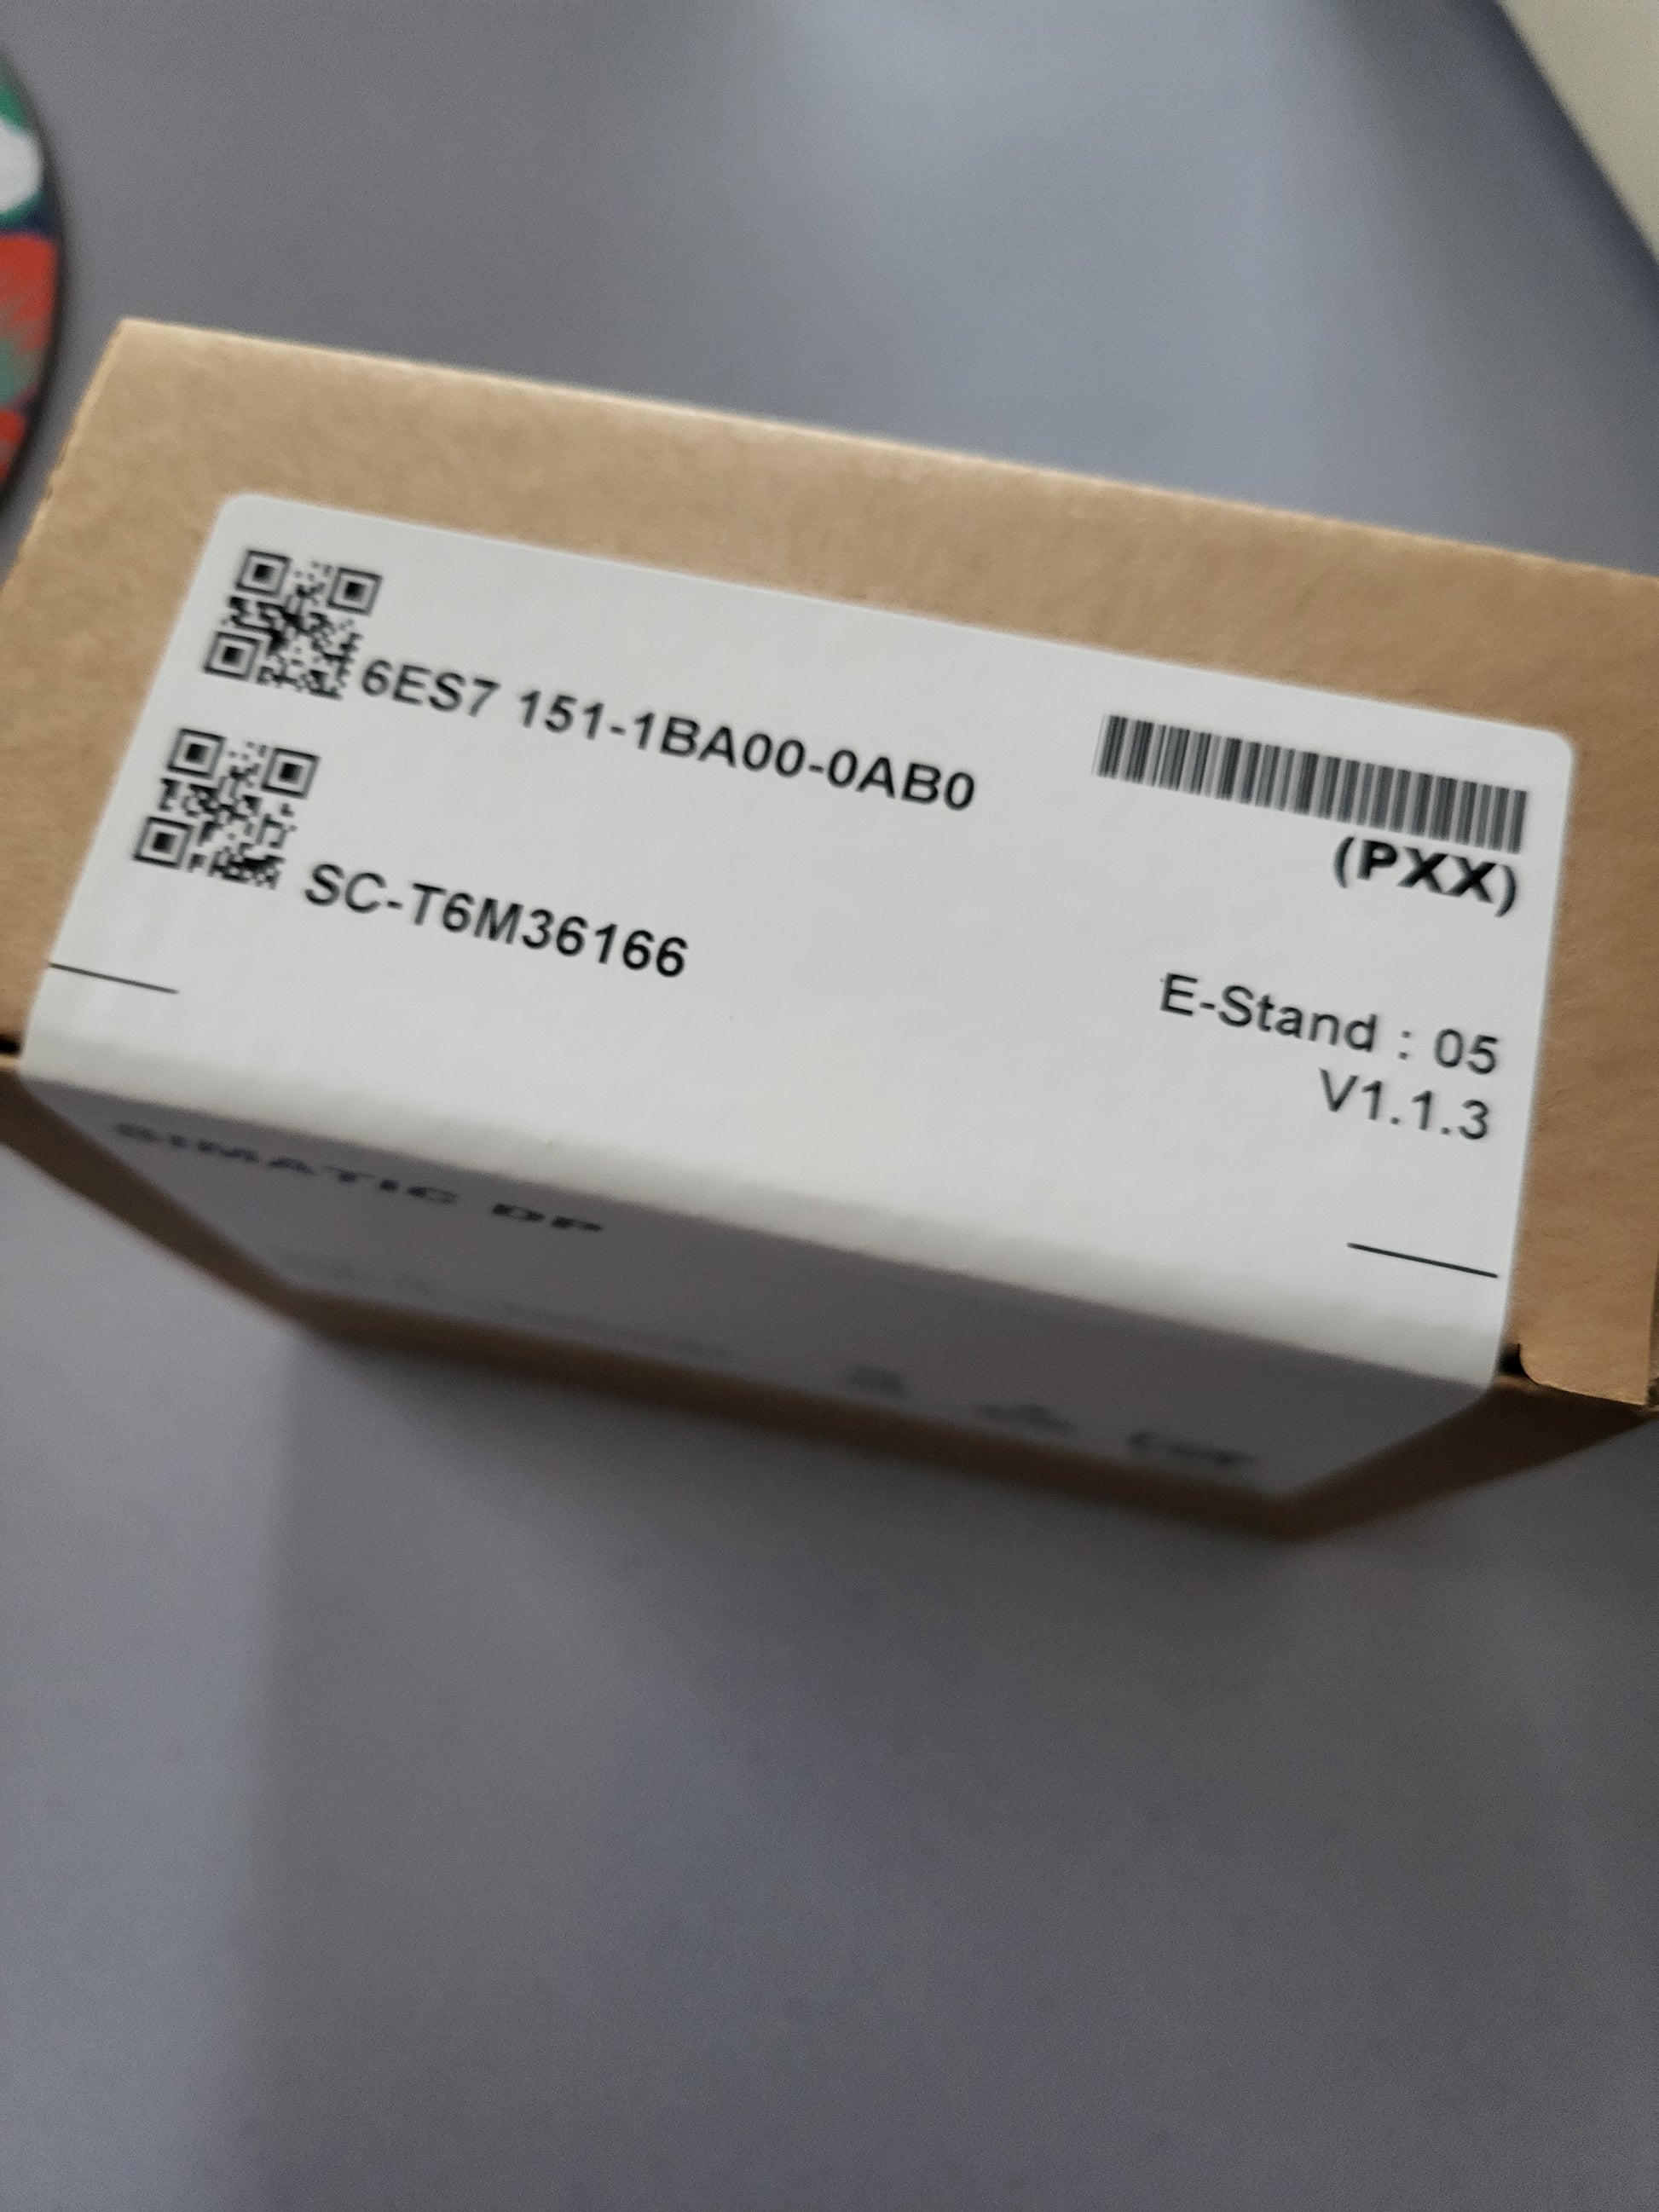 6ES7 151-1BA00-0AB0
(PXX)
SC-T6M36166
E-Stand : 05
V1.1.3
SIMATIC DP